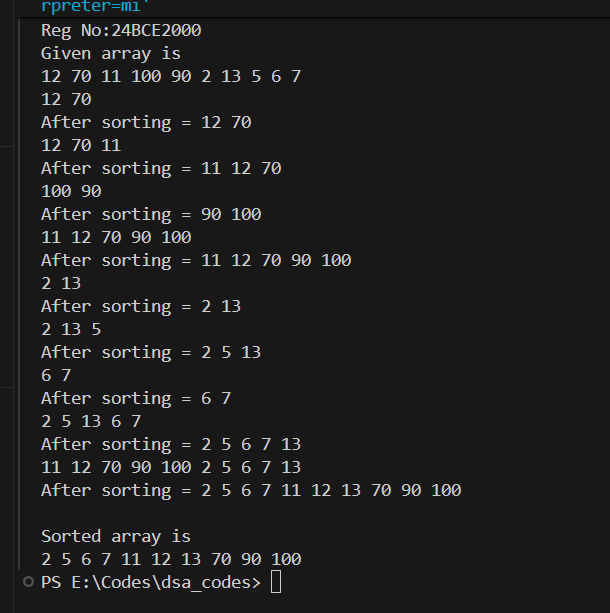 rpreter=mi'
Reg No:24BCE2000
Given array is
12 70 11 100 90 2 13 5 6 7
12 70
After sorting = 12 70
12 70 11
After sorting = 11 12 70
100 90
After sorting = 90 100
11 12 70 90 100
After sorting = 11 12 70 90 100
2 13
After sorting = 2 13
2 13 5
After sorting = 2 5 13
6 7
After sorting = 6 7
2 5 13 6 7
After sorting = 2 5 6 7 13
11 12 70 90 100 2 5 6 7 13
After sorting = 2 5 6 7 11 12 13 70 90 100
Sorted array is
2 5 6 7 11 12 13 70 90 100
PS E:\Codes\dsa_codes>